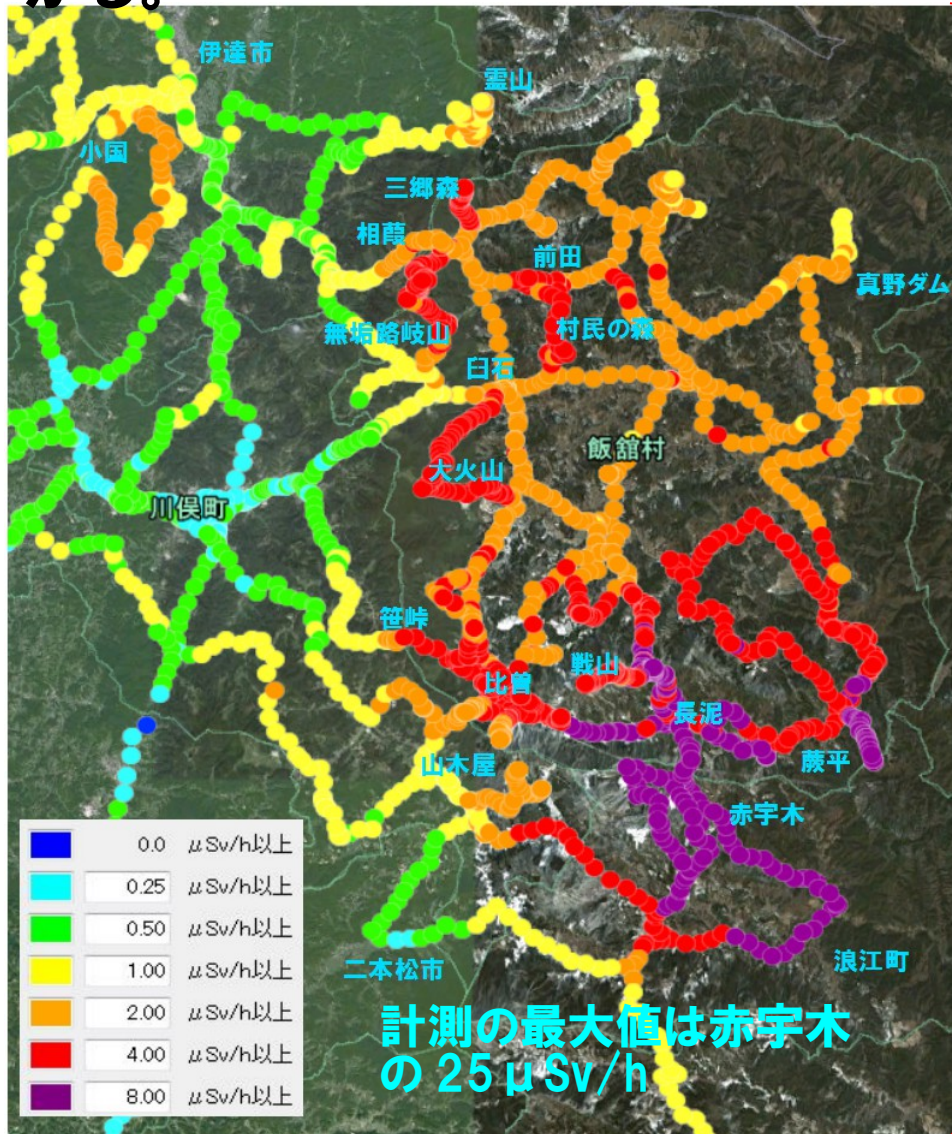 から。
伊達市
霊山
小国
三郷森
相葭
前田
真野ダム
無垢路岐山
村民の森
臼石
飯舘村
大火山
川俣町
笹峠
戦山
比曽
長泥
山木屋
蕨平
赤宇木
0.0 μSv/h以上
0.25 μSv/h以上
0.50 μSv/h以上
1.00 μSv/h以上
2.00 μSv/h以上
4.00 μSv/h以上
8.00 μSv/h以上
二本松市
浪江町
計測の最大値は赤宇木
の 25 μSv/h